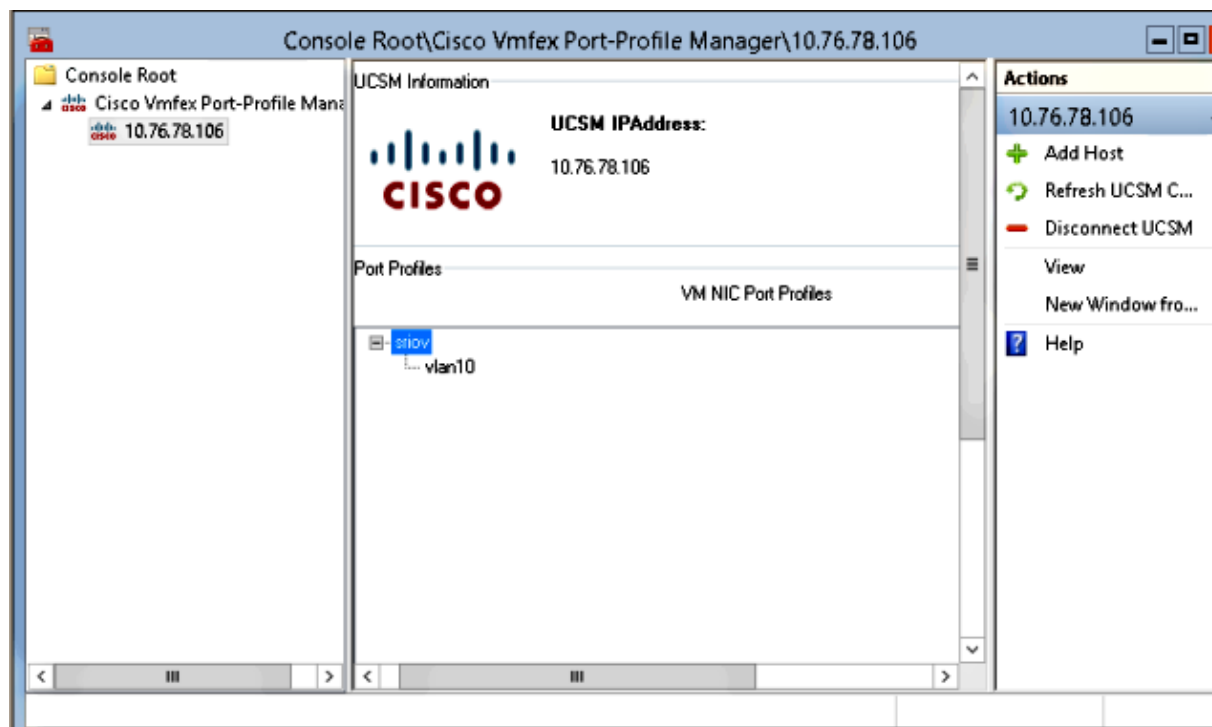 Console Root\Cisco Vmfex Port-Profile Manager\10.76.78.106
Console Root
Cisco Vmfex Port-Profile Mana
10.76.78.106
UCSM Information
CISCO
UCSM IPAddress:
10.76.78.106
Port Profiles
VM NIC Port Profiles
sriov
vlan10
Actions
10.76.78.106
Add Host
Refresh UCSM C...
Disconnect UCSM
View
New Window fro...
Help